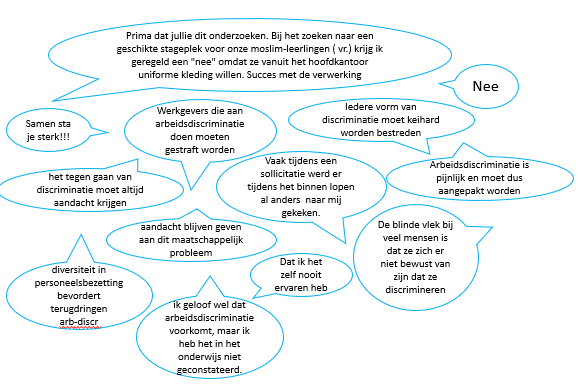 Prima dat jullie dit onderzoeken. Bij het zoeken naar een
geschikte stageplek voor onze moslim-leerlingen ( vr.) krijg ik
geregeld een "nee" omdat ze vanuit het hoofdkantoor
uniforme kleding willen. Succes met de verwerking
Nee
Samen sta
je sterk!!!
Werkgevers die aan
arbeidsdiscriminatie
doen moeten
gestraft worden
Iedere vorm van
discriminatie moet keihard
worden bestreden
het tegen gaan van
discriminatie moet altijd
aandacht krijgen
Vaak tijdens een
sollicitatie werd er
tijdens het binnen lopen
al anders naar mij
gekeken.
Arbeidsdiscriminatie is
pijnlijk en moet dus
aangepakt worden
aandacht blijven geven
aan dit maatschappelijk
probleem
De blinde vlek bij
veel mensen is
dat ze zich er
niet bewust van
zijn dat ze
discrimineren
diversiteit in
personeelsbezetting
bevordert
terugdringen
arb-discr
Dat ik het
zelf nooit
ervaren heb
ik geloof wel dat
arbeidsdiscriminatie
voorkomt, maar ik
heb het in het
onderwijs niet
geconstateerd.